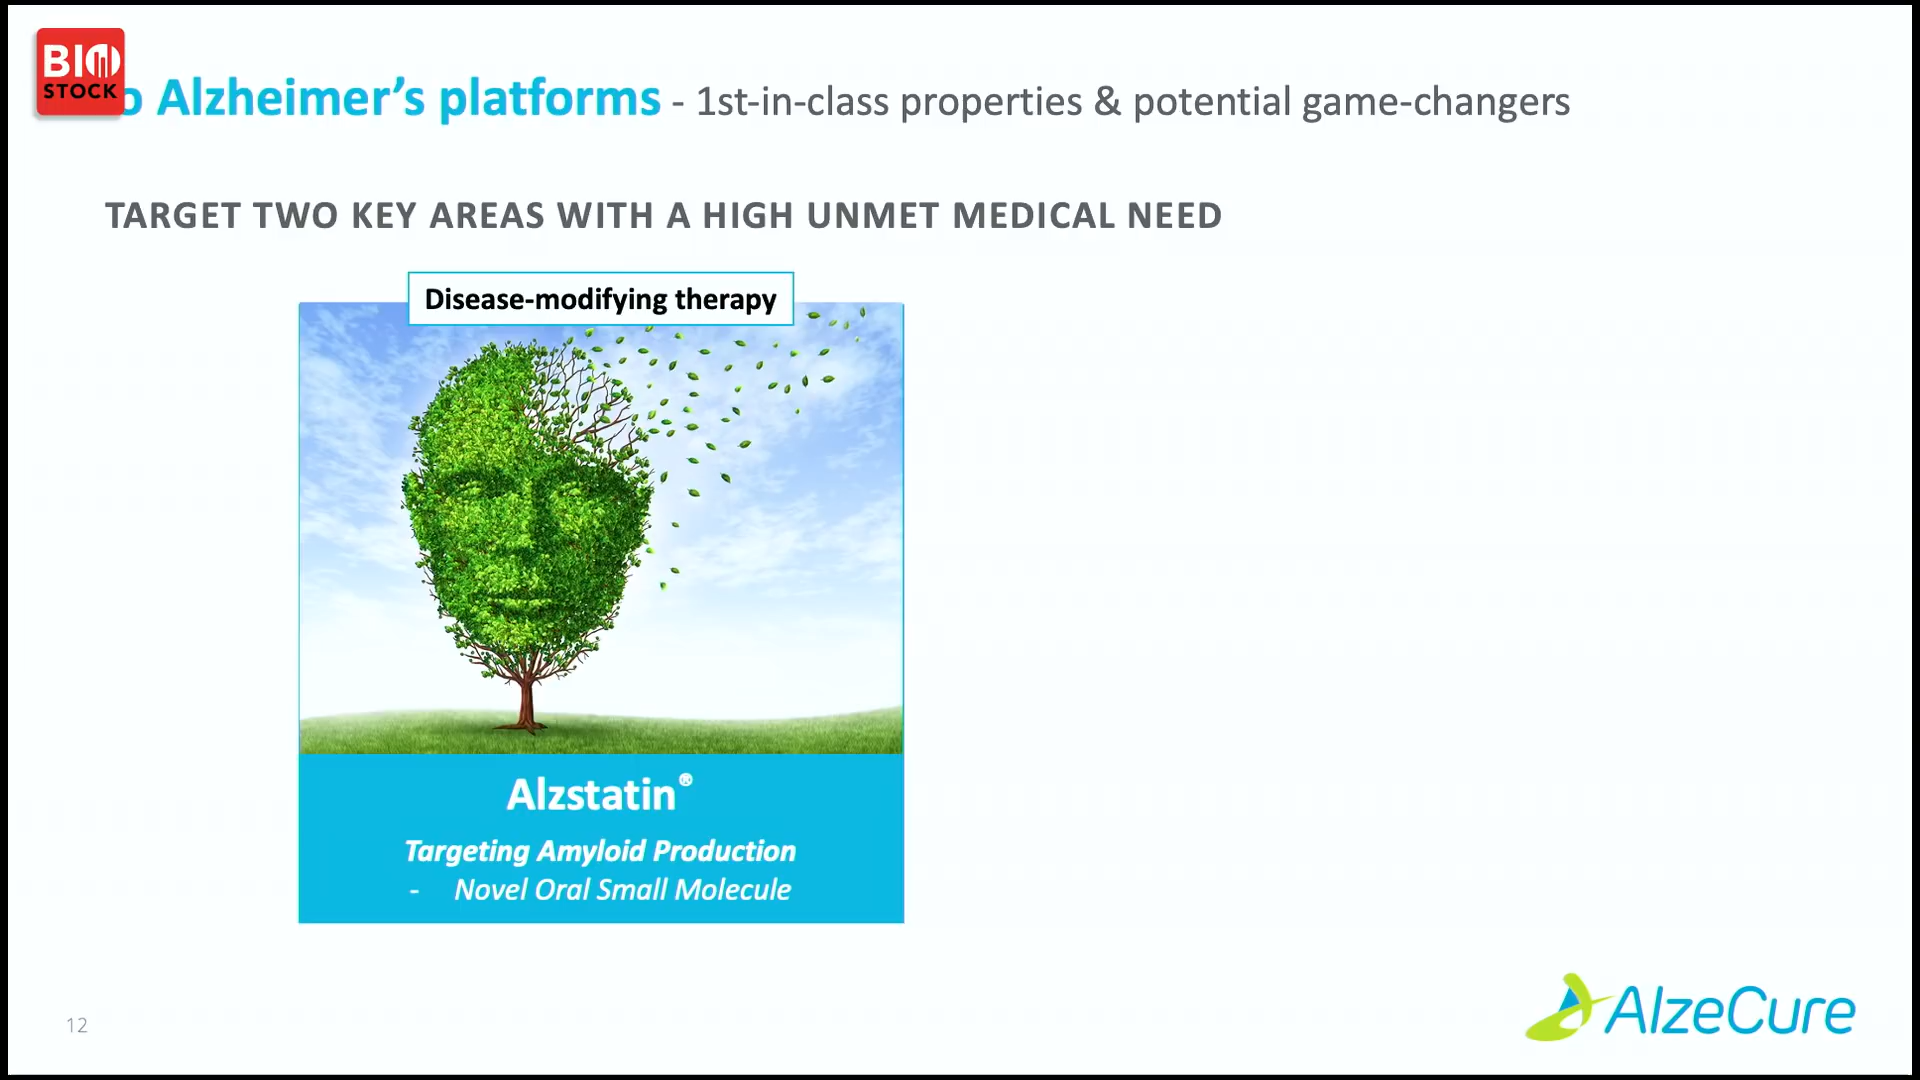 BIO
STOCK
o Alzheimer's platforms - 1st-in-class properties & potential game-changers
TARGET TWO KEY AREAS WITH A HIGH UNMET MEDICAL NEED
Disease-modifying therapy
Alzstatin®
Targeting Amyloid Production
- Novel Oral Small Molecule
12
AlzeCure